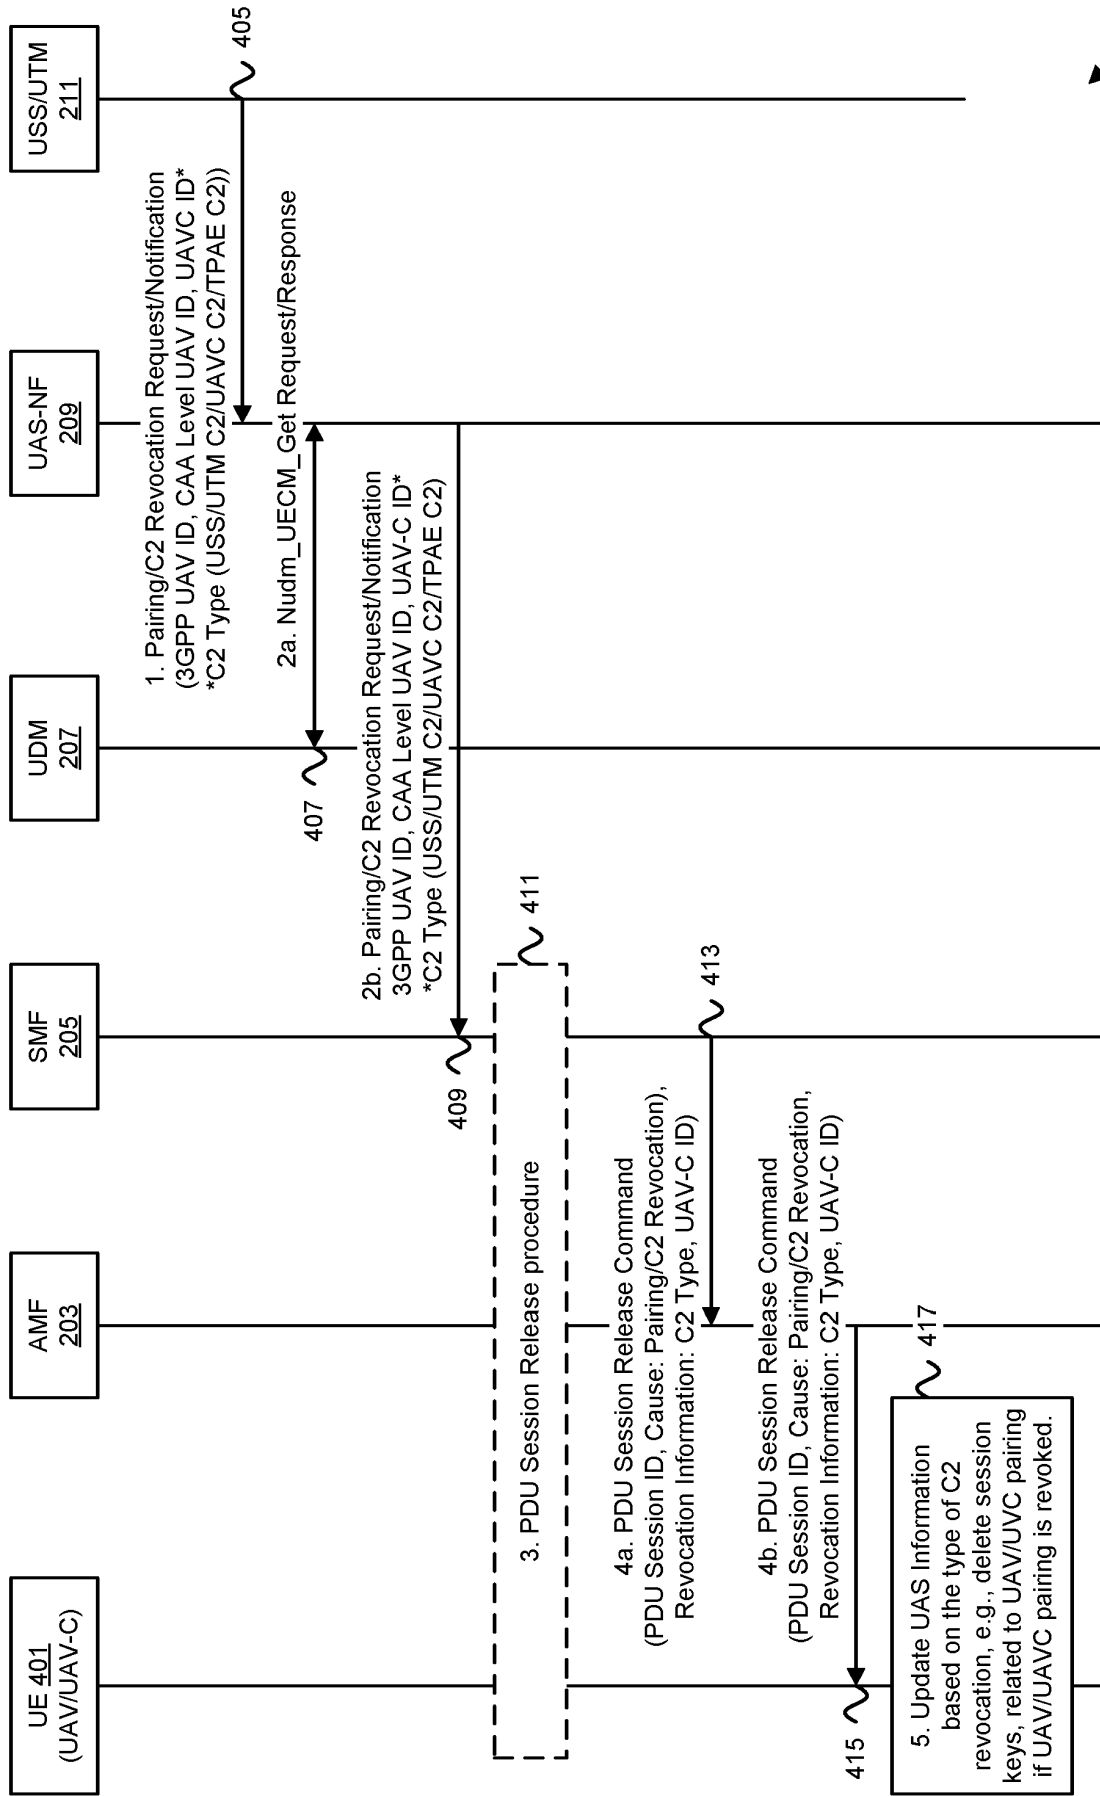 UE 401
(UAV/UAV-C)
AMF
203
SMF
205
UDM
207
UAS-NF
209
USS/UTM
211
1. Pairing/C2 Revocation Request/Notification
(3GPP UAV ID, CAA Level UAV ID, UAVC ID*
*C2 Type (USS/UTM C2/UAVC C2/TPAE C2))
405
2a. Nudm_UECM_Get Request/Response
407
2b. Pairing/C2 Revocation Request/Notification
3GPP UAV ID, CAA Level UAV ID, UAV-C ID*
*C2 Type (USS/UTM C2/UAVC C2/TPAE C2)
409
3. PDU Session Release procedure
411
4a. PDU Session Release Command
(PDU Session ID, Cause: Pairing/C2 Revocation),
Revocation Information: C2 Type, UAV-C ID)
413
4b. PDU Session Release Command
(PDU Session ID, Cause: Pairing/C2 Revocation,
Revocation Information: C2 Type, UAV-C ID)
415
5. Update UAS Information
based on the type of C2
revocation, e.g., delete session
keys, related to UAV/UVC pairing
if UAV/UAVC pairing is revoked.
417